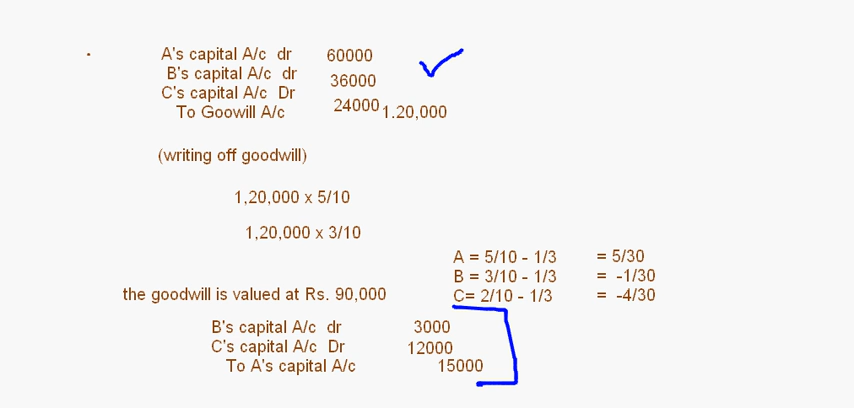 A's capital A/c dr 60000
B's capital A/c dr 36000
C's capital A/c Dr 24000
To Goowill A/c 1.20,000
(writing off goodwill)
1,20,000 x 5/10
1,20,000 x 3/10
A = 5/10 - 1/3 = 5/30
B = 3/10 - 1/3 = -1/30
C= 2/10 - 1/3 = -4/30
the goodwill is valued at Rs. 90,000
B's capital A/c dr 3000
C's capital A/c Dr 12000
To A's capital A/c 15000